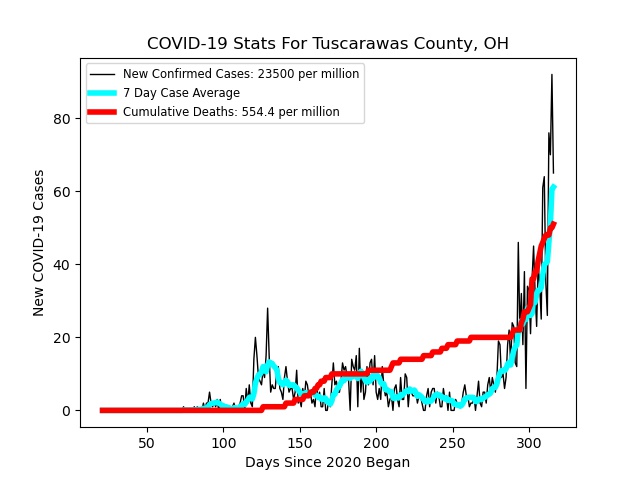 COVID-19 Stats For Tuscarawas County, OH
New Confirmed Cases: 23500 per million
7 Day Case Average
Cumulative Deaths: 554.4 per million
New COVID-19 Cases
80
60
40
20
0
50 100 150 200 250 300
Days Since 2020 Began